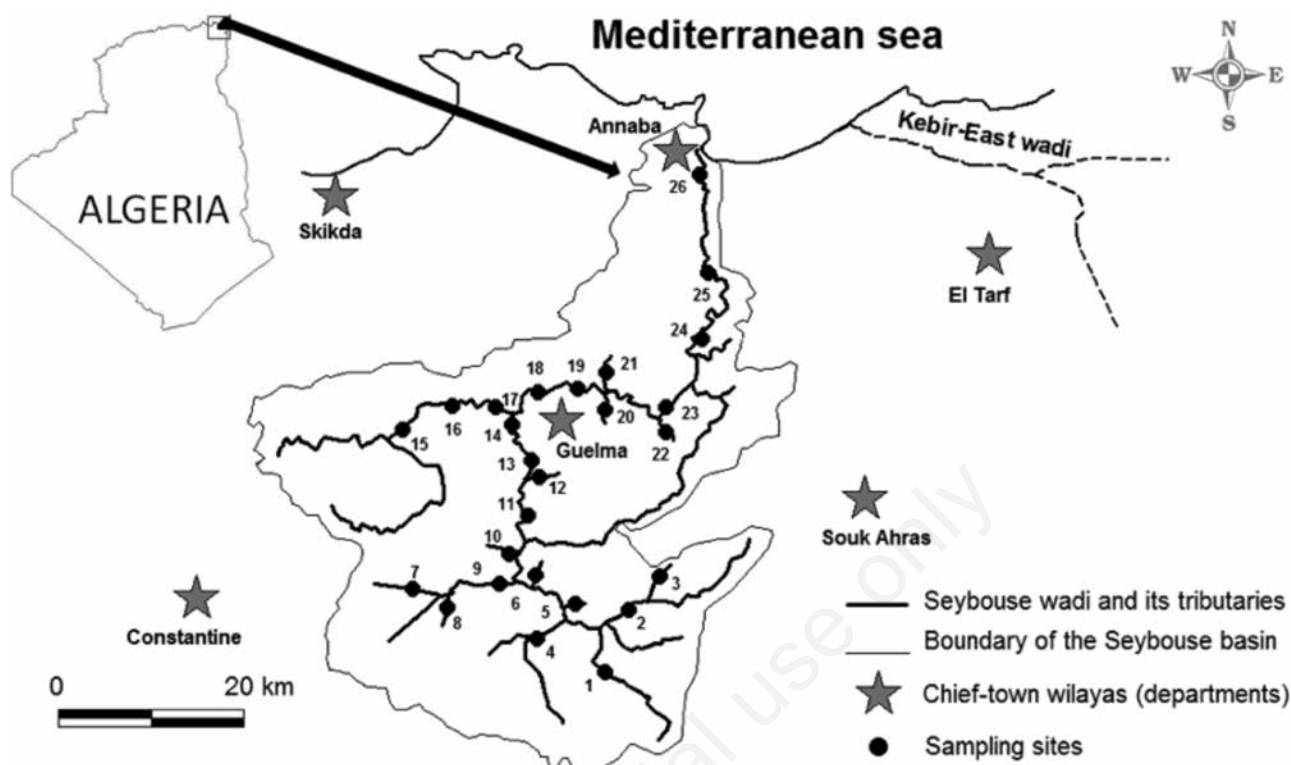 Mediterranean sea
N
W
E
S
Annaba
Kebir-East wadi
ALGERIA
Skikda
26
El Tarf
25
24
21
18
19
17
16
20
23
14
15
Guelma
22
13
12
11
Souk Ahras
10
7
9
3
6
5
2
8
4
1
Constantine
Seybouse wadi and its tributaries
Boundary of the Seybouse basin
0
20 km
Chief-town wilayas (departments)
Sampling sites
al use only